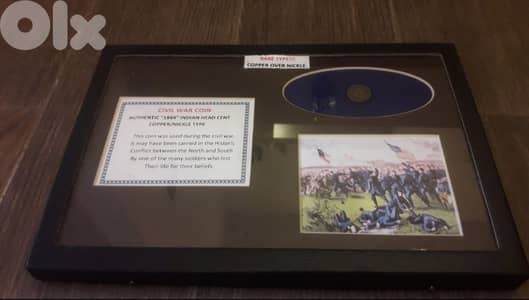 OLX
RARE TYPE!!!
COPPER OVER NICKLE
CIVIL WAR COIN
AUTHENTIC "1864" INDIAN HEAD CENT
COPPER/NICKLE TYPE
This coin was used during the civil war.
It may have been carried in the Historic
Conflict between the North and South
By one of the many soldiers who lost
Their life for their beliefs.